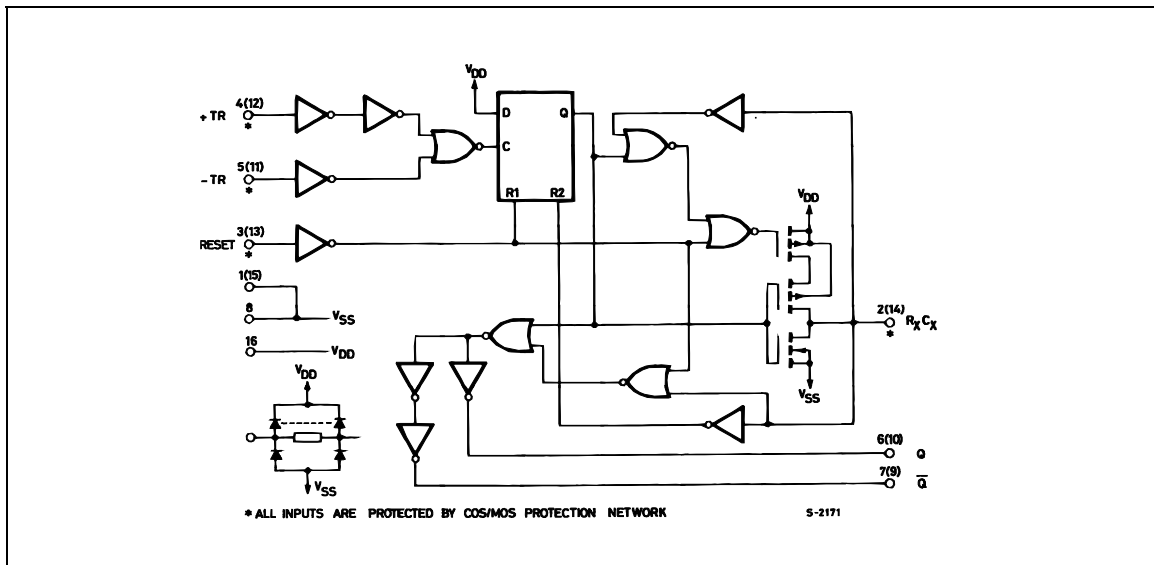 VDD
4(12)
+ TR
*
D
Q
C
5(11)
– TR
*
R1
R2
VDD
3(13)
RESET
*
1(15)
8
VSS
2(14)
RXCX
*
16
VDD
VDD
VSS
6(10)
Q
7(9)
Q̅
VSS
* ALL INPUTS ARE PROTECTED BY COS/MOS PROTECTION NETWORK
S-2171